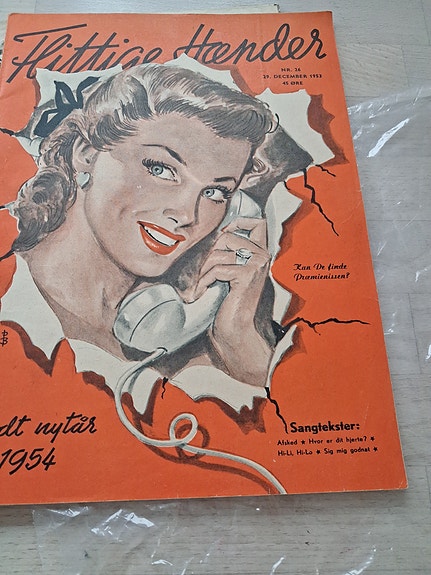 Flittige Hænder
NR. 26
29. DECEMBER 1953
45 ØRE
Kan De finde
Præmienissen?
DB
dt nytår
1954
Sangtekster:
Afsked ★ Hvor er dit hjerte? ★
Hi-Li, Hi-Lo ★ Sig mig godnat ★